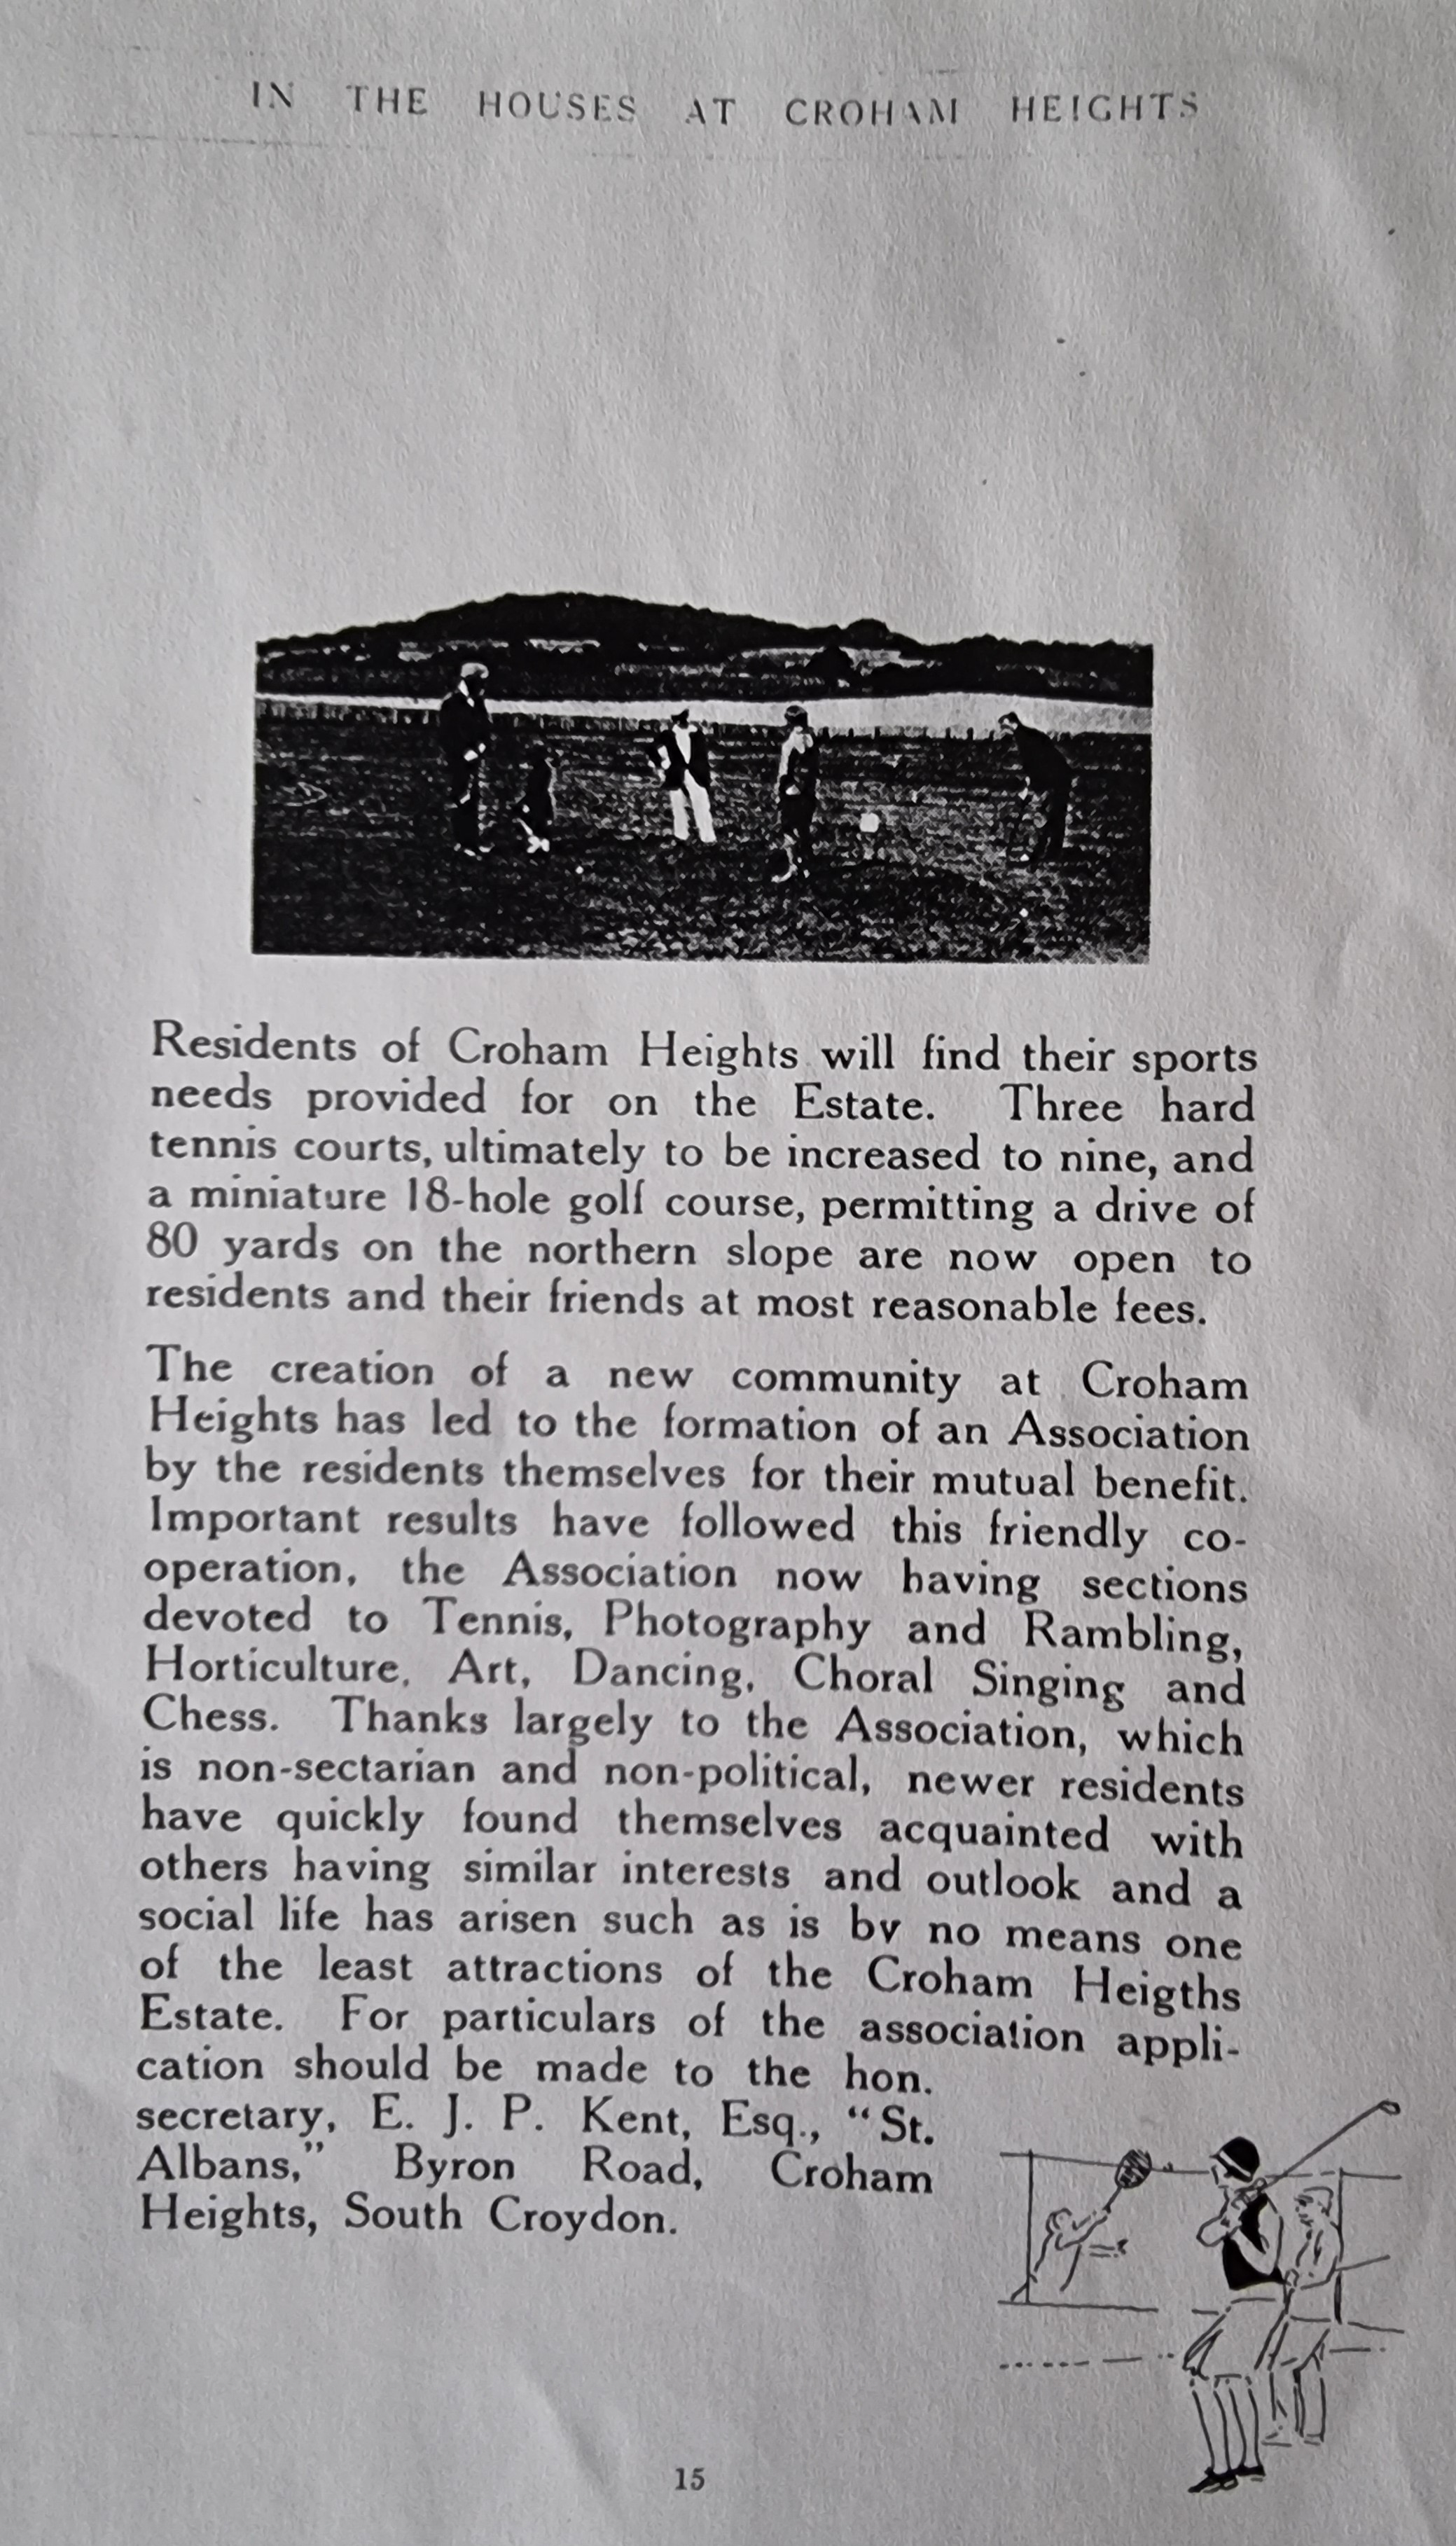 IN THE HOUSES AT CROHAM HEIGHTS
Residents of Croham Heights will find their sports
needs provided for on the Estate. Three hard
tennis courts, ultimately to be increased to nine, and
a miniature 18-hole golf course, permitting a drive of
80 yards on the northern slope are now open to
residents and their friends at most reasonable fees.
The creation of a new community at Croham
Heights has led to the formation of an Association
by the residents themselves for their mutual benefit.
Important results have followed this friendly co-
operation, the Association now having sections
devoted to Tennis, Photography and Rambling,
Horticulture, Art, Dancing, Choral Singing and
Chess. Thanks largely to the Association, which
is non-sectarian and non-political, newer residents
have quickly found themselves acquainted with
others having similar interests and outlook and a
social life has arisen such as is by no means one
of the least attractions of the Croham Heigths
Estate. For particulars of the association appli-
cation should be made to the hon.
secretary, E. J. P. Kent, Esq., “St.
Albans,” Byron Road, Croham
Heights, South Croydon.
15